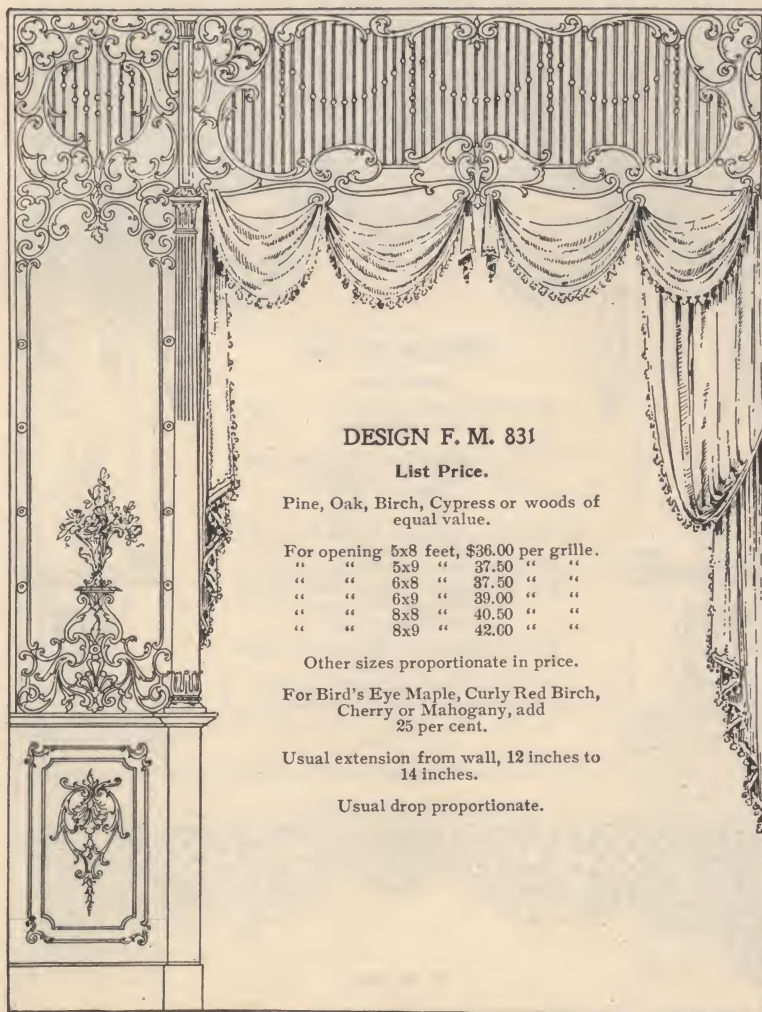 DESIGN F. M. 831
List Price.
Pine, Oak, Birch, Cypress or woods of
equal value.
For opening 5x8 feet, $36.00 per grille.
“ “ 5x9 “ 37.50 “ “
“ “ 6x8 “ 37.50 “ “
“ “ 6x9 “ 39.00 “ “
“ “ 8x8 “ 40.50 “ “
“ “ 8x9 “ 42.00 “ “
Other sizes proportionate in price.
For Bird's Eye Maple, Curly Red Birch,
Cherry or Mahogany, add
25 per cent.
Usual extension from wall, 12 inches to
14 inches.
Usual drop proportionate.